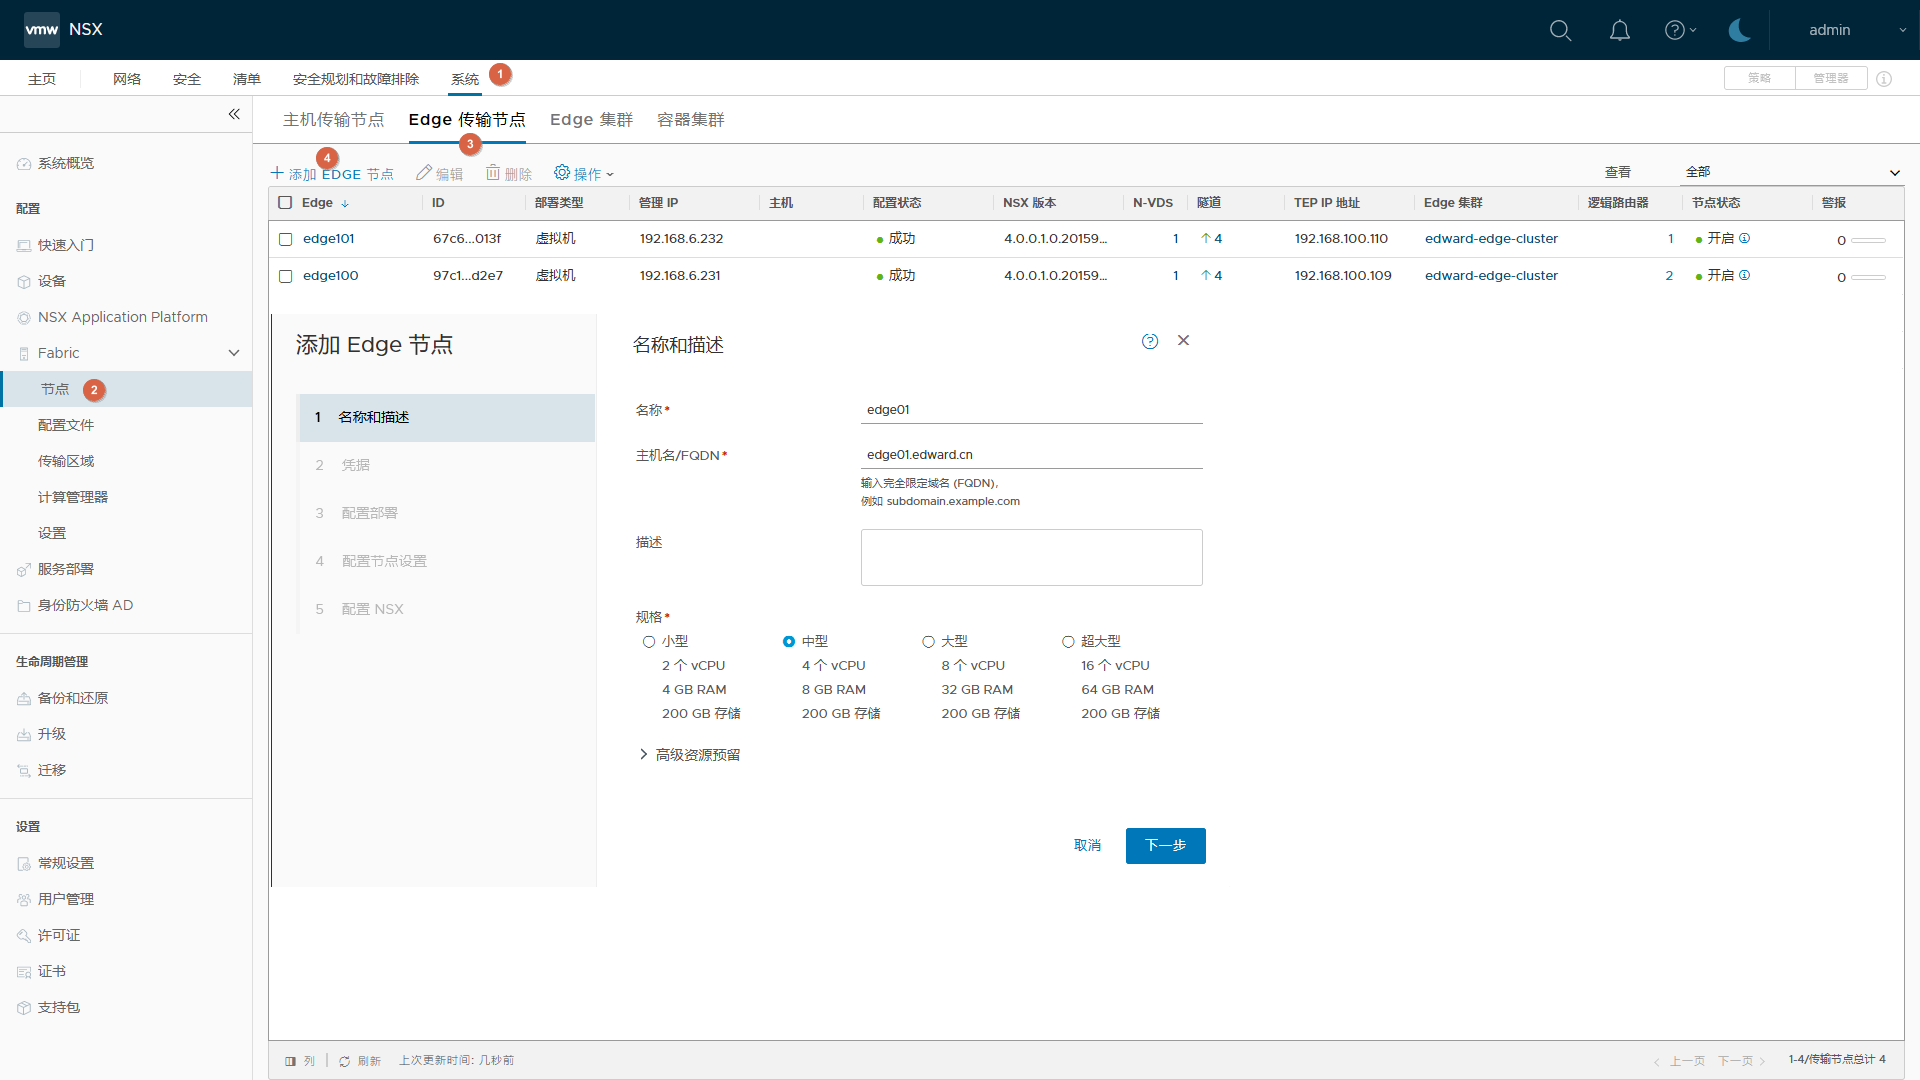 vmw NSX
admin
主页 网络 安全 清单 安全规划和故障排除 系统 1
策略 管理器
主机传输节点 Edge 传输节点 Edge 集群 容器集群
3
4
添加 EDGE 节点 编辑 删除 操作
查看 全部
Edge ID 部署类型 管理 IP 主机 配置状态 NSX 版本 N-VDS 隧道 TEP IP 地址 Edge 集群 逻辑路由器 节点状态 警报
edge101 67c6...013f 虚拟机 192.168.6.232 成功 4.0.0.1.0.20159... 1 4 192.168.100.110 edward-edge-cluster 1 开启 0
edge100 97c1...d2e7 虚拟机 192.168.6.231 成功 4.0.0.1.0.20159... 1 4 192.168.100.109 edward-edge-cluster 2 开启 0
系统概览
配置
快速入门
设备
NSX Application Platform
Fabric
节点 2
配置文件
传输区域
计算管理器
设置
服务部署
身份防火墙 AD
生命周期管理
备份和还原
升级
迁移
设置
常规设置
用户管理
许可证
证书
支持包
添加 Edge 节点
1 名称和描述
2 凭据
3 配置部署
4 配置节点设置
5 配置 NSX
名称和描述
名称* edge01
主机名/FQDN* edge01.edward.cn
输入完全限定域名 (FQDN),
例如 subdomain.example.com
描述
规格*
小型 中型 大型 超大型
2 个 vCPU 4 个 vCPU 8 个 vCPU 16 个 vCPU
4 GB RAM 8 GB RAM 32 GB RAM 64 GB RAM
200 GB 存储 200 GB 存储 200 GB 存储 200 GB 存储
高级资源预留
取消 下一步
列 刷新 上次更新时间: 几秒前
上一页 下一页 1-4/传输节点总计 4